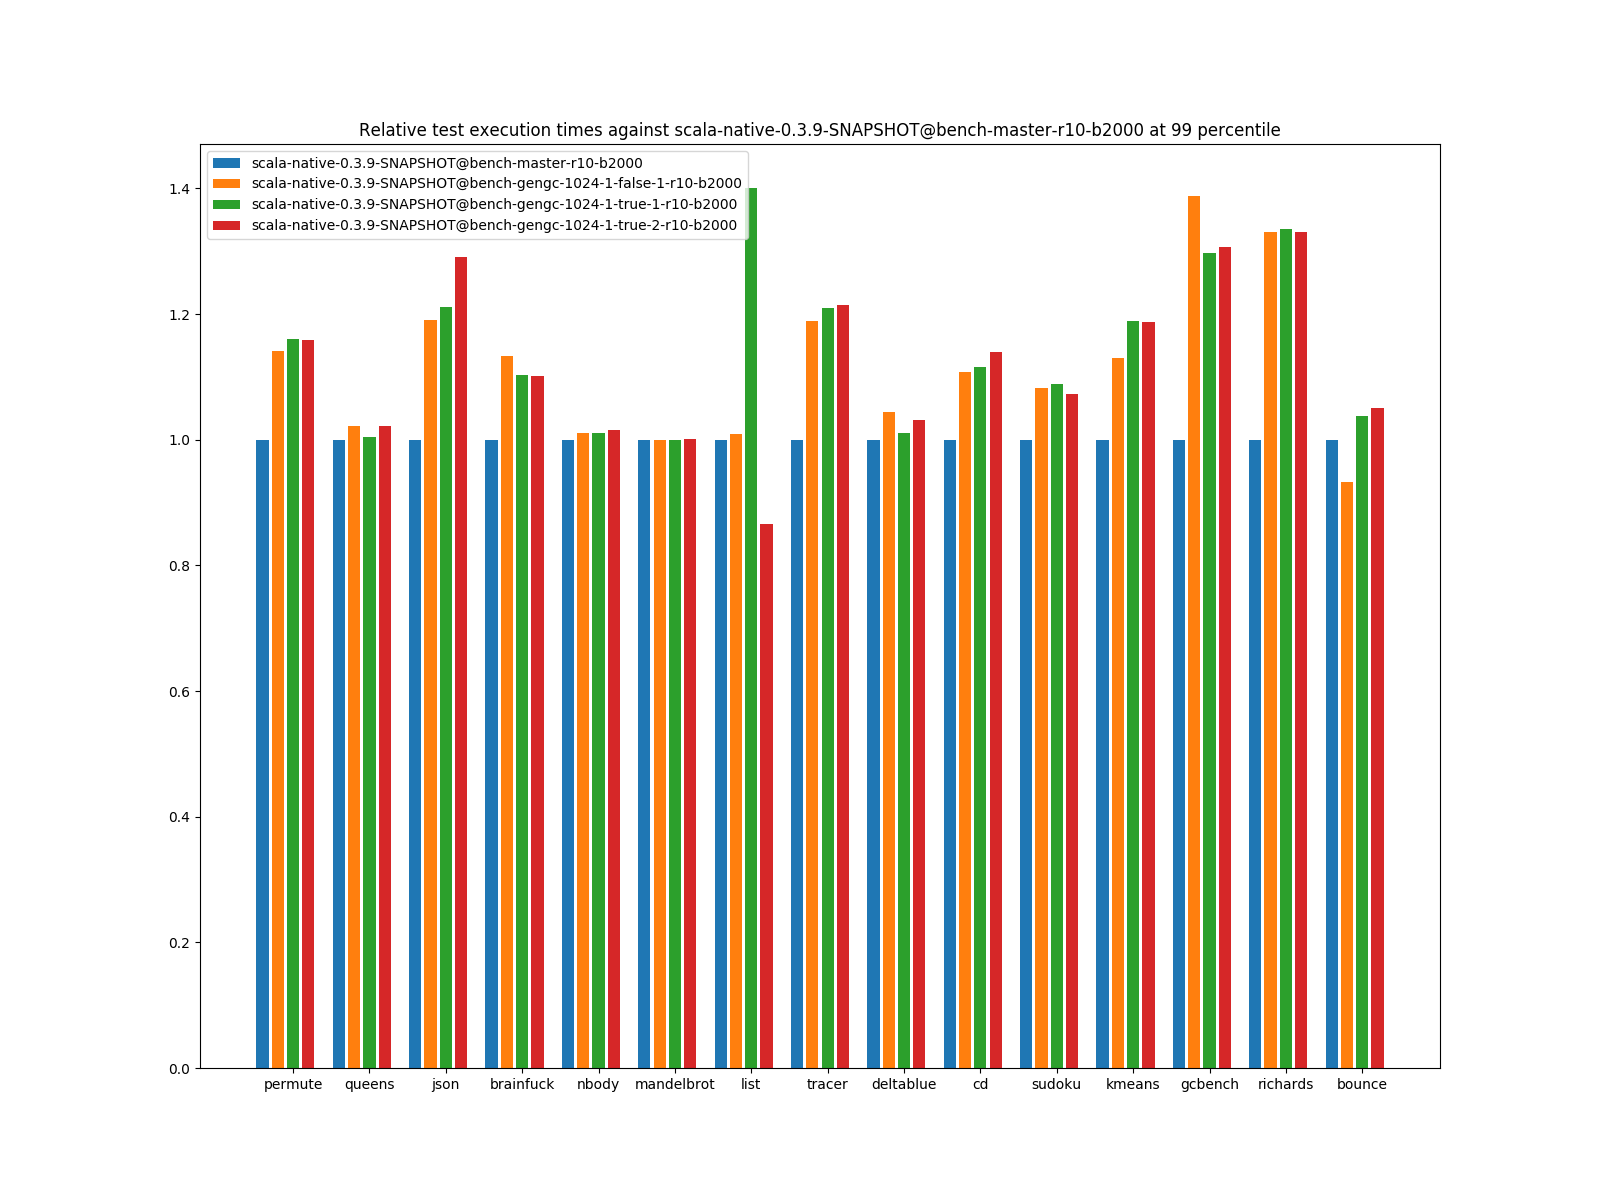 Relative test execution times against scala-native-0.3.9-SNAPSHOT@bench-master-r10-b2000 at 99 percentile
scala-native-0.3.9-SNAPSHOT@bench-master-r10-b2000
scala-native-0.3.9-SNAPSHOT@bench-gengc-1024-1-false-1-r10-b2000
scala-native-0.3.9-SNAPSHOT@bench-gengc-1024-1-true-1-r10-b2000
scala-native-0.3.9-SNAPSHOT@bench-gengc-1024-1-true-2-r10-b2000
1.4
1.2
1.0
0.8
0.6
0.4
0.2
0.0
permute queens json brainfuck nbody mandelbrot list tracer deltablue cd sudoku kmeans gcbench richards bounce